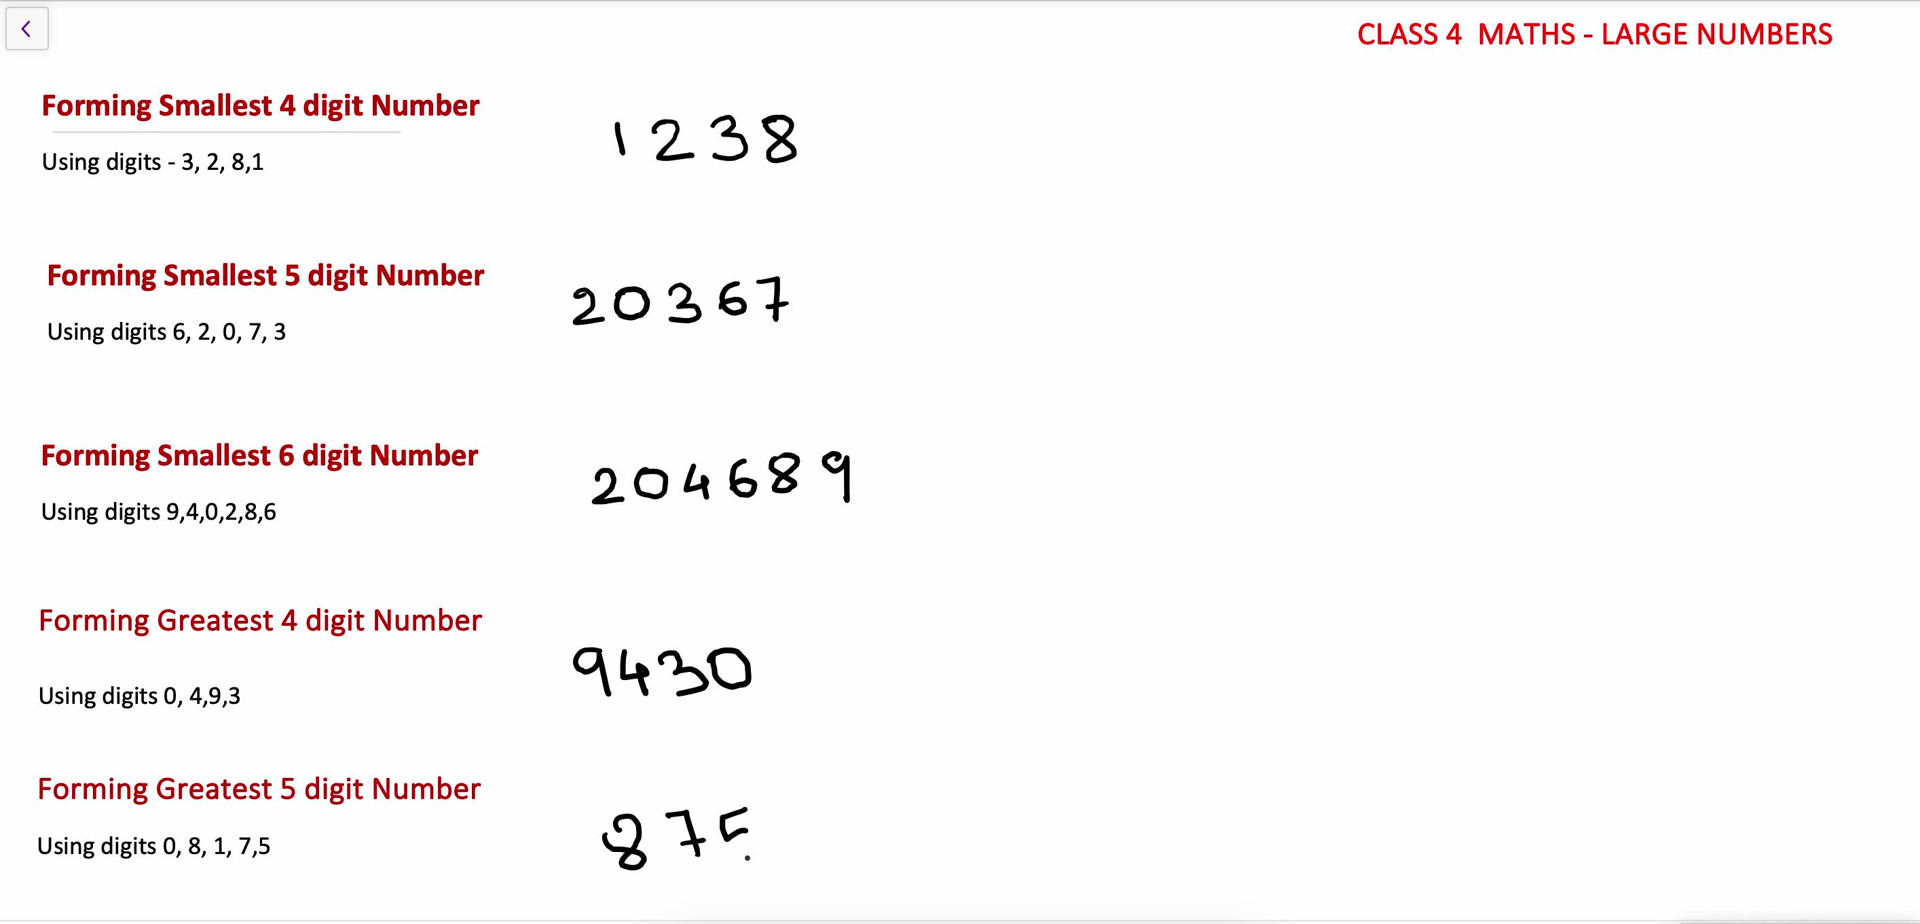 CLASS 4 MATHS - LARGE NUMBERS
Forming Smallest 4 digit Number
1238
Using digits - 3, 2, 8,1
Forming Smallest 5 digit Number
20367
Using digits 6, 2, 0, 7, 3
Forming Smallest 6 digit Number
204689
Using digits 9,4,0,2,8,6
Forming Greatest 4 digit Number
9430
Using digits 0, 4,9,3
Forming Greatest 5 digit Number
875
Using digits 0, 8, 1, 7,5